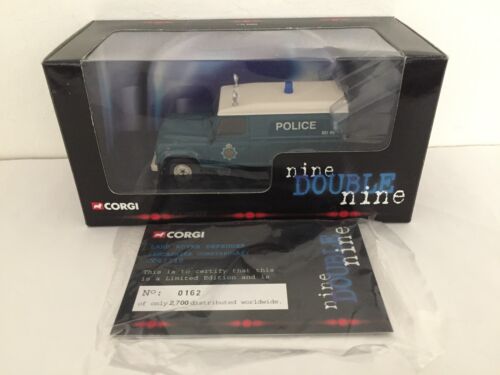 POLICE
nine
DOUBLE
nine
CORGI
CORGI
LAND ROVER DEFENDER
This is to certify that this
is a Limited Edition and is
No: 0162
of only 2,700 distributed worldwide.
nine
DOUBLE
nine